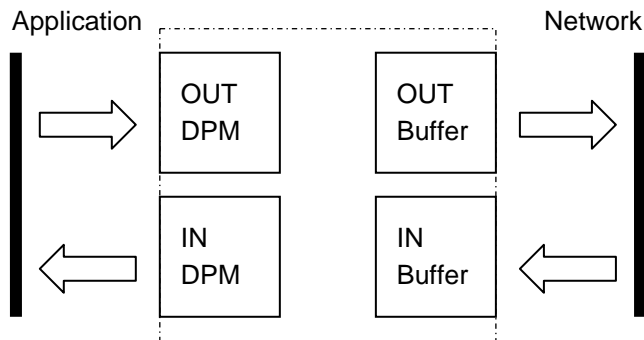 Application
Network
OUT
DPM
OUT
Buffer
IN
DPM
IN
Buffer